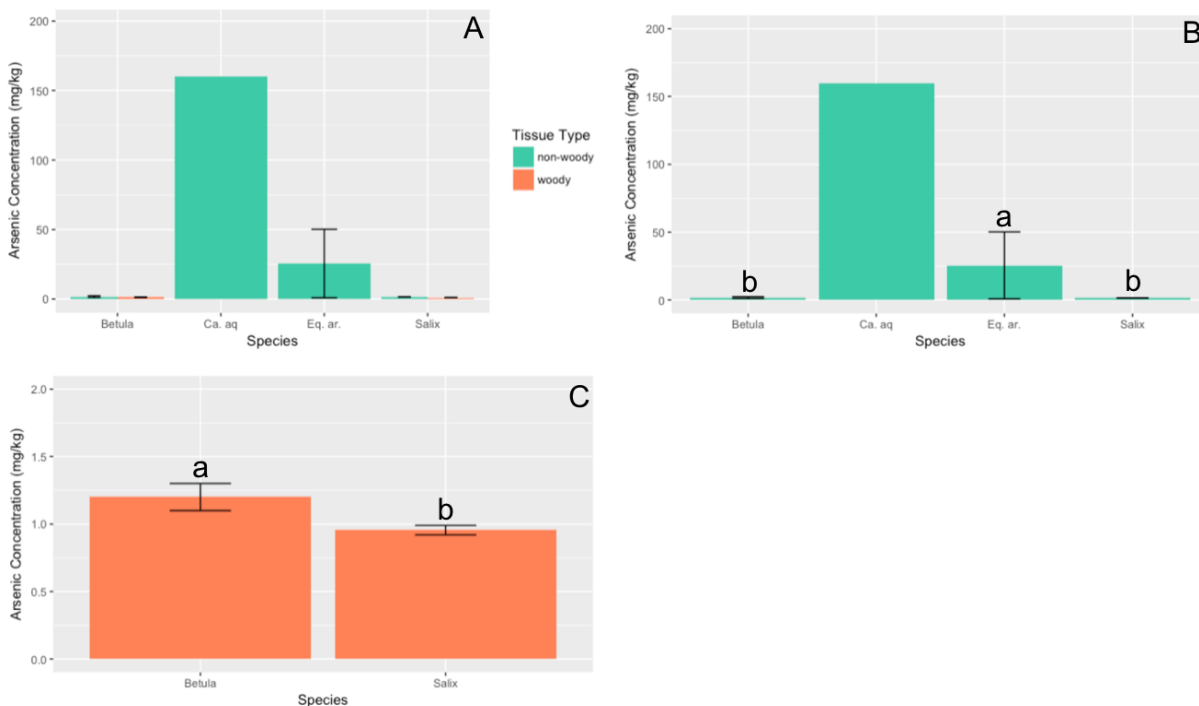 A
Arsenic Concentration (mg/kg)
200
150
100
50
0
Betula
Ca. aq
Eq. ar.
Salix
Species
Tissue Type
non-woody
woody
B
Arsenic Concentration (mg/kg)
200
150
100
50
0
b
a
b
Betula
Ca. aq
Eq. ar.
Salix
Species
C
Arsenic Concentration (mg/kg)
2.0
1.5
1.0
0.5
0.0
a
b
Betula
Salix
Species